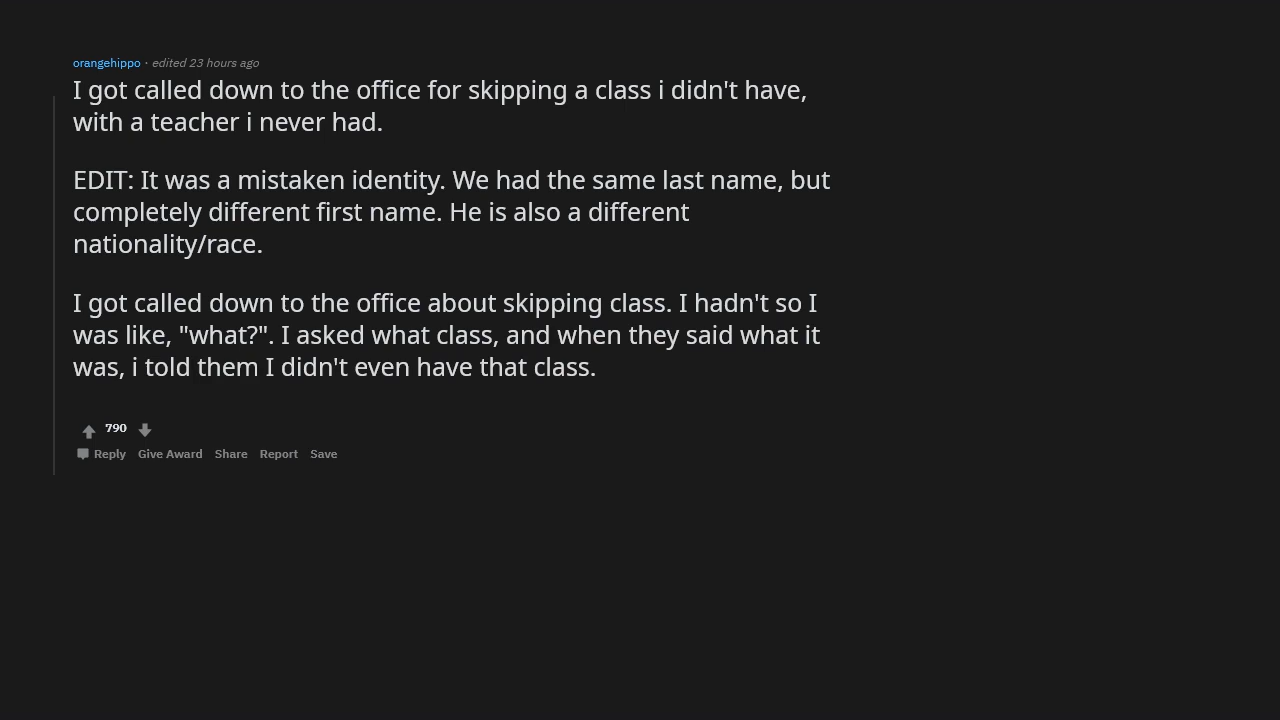 orangehippo · edited 23 hours ago
I got called down to the office for skipping a class i didn't have,
with a teacher i never had.
EDIT: It was a mistaken identity. We had the same last name, but
completely different first name. He is also a different
nationality/race.
I got called down to the office about skipping class. I hadn't so I
was like, "what?". I asked what class, and when they said what it
was, i told them I didn't even have that class.
790
Reply Give Award Share Report Save